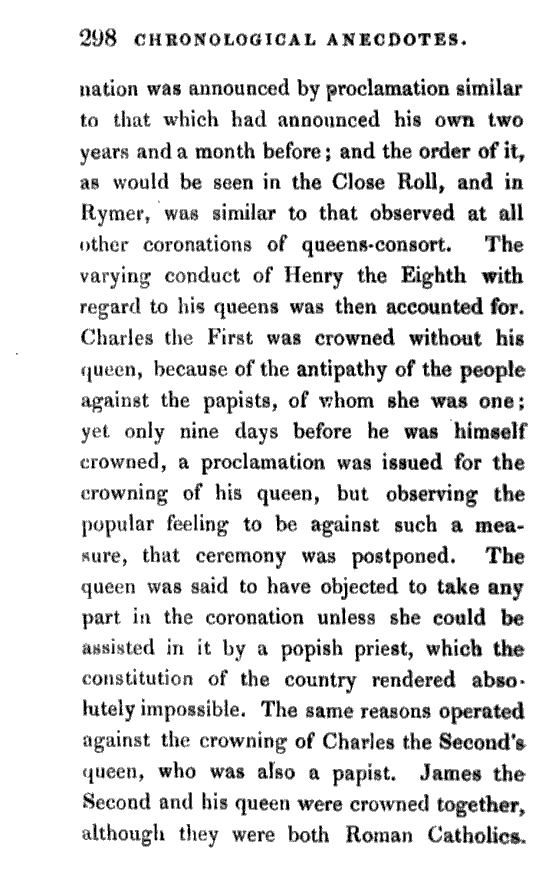 298 CHRONOLOGICAL ANECDOTES.
nation was announced by proclamation similar
to that which had announced his own two
years and a month before; and the order of it,
as would be seen in the Close Roll, and in
Rymer, was similar to that observed at all
other coronations of queens-consort. The
varying conduct of Henry the Eighth with
regard to his queens was then accounted for.
Charles the First was crowned without his
queen, because of the antipathy of the people
against the papists, of whom she was one;
yet only nine days before he was himself
crowned, a proclamation was issued for the
crowning of his queen, but observing the
popular feeling to be against such a mea-
sure, that ceremony was postponed. The
queen was said to have objected to take any
part in the coronation unless she could be
assisted in it by a popish priest, which the
constitution of the country rendered abso-
lutely impossible. The same reasons operated
against the crowning of Charles the Second's
queen, who was also a papist. James the
Second and his queen were crowned together,
although they were both Roman Catholics.